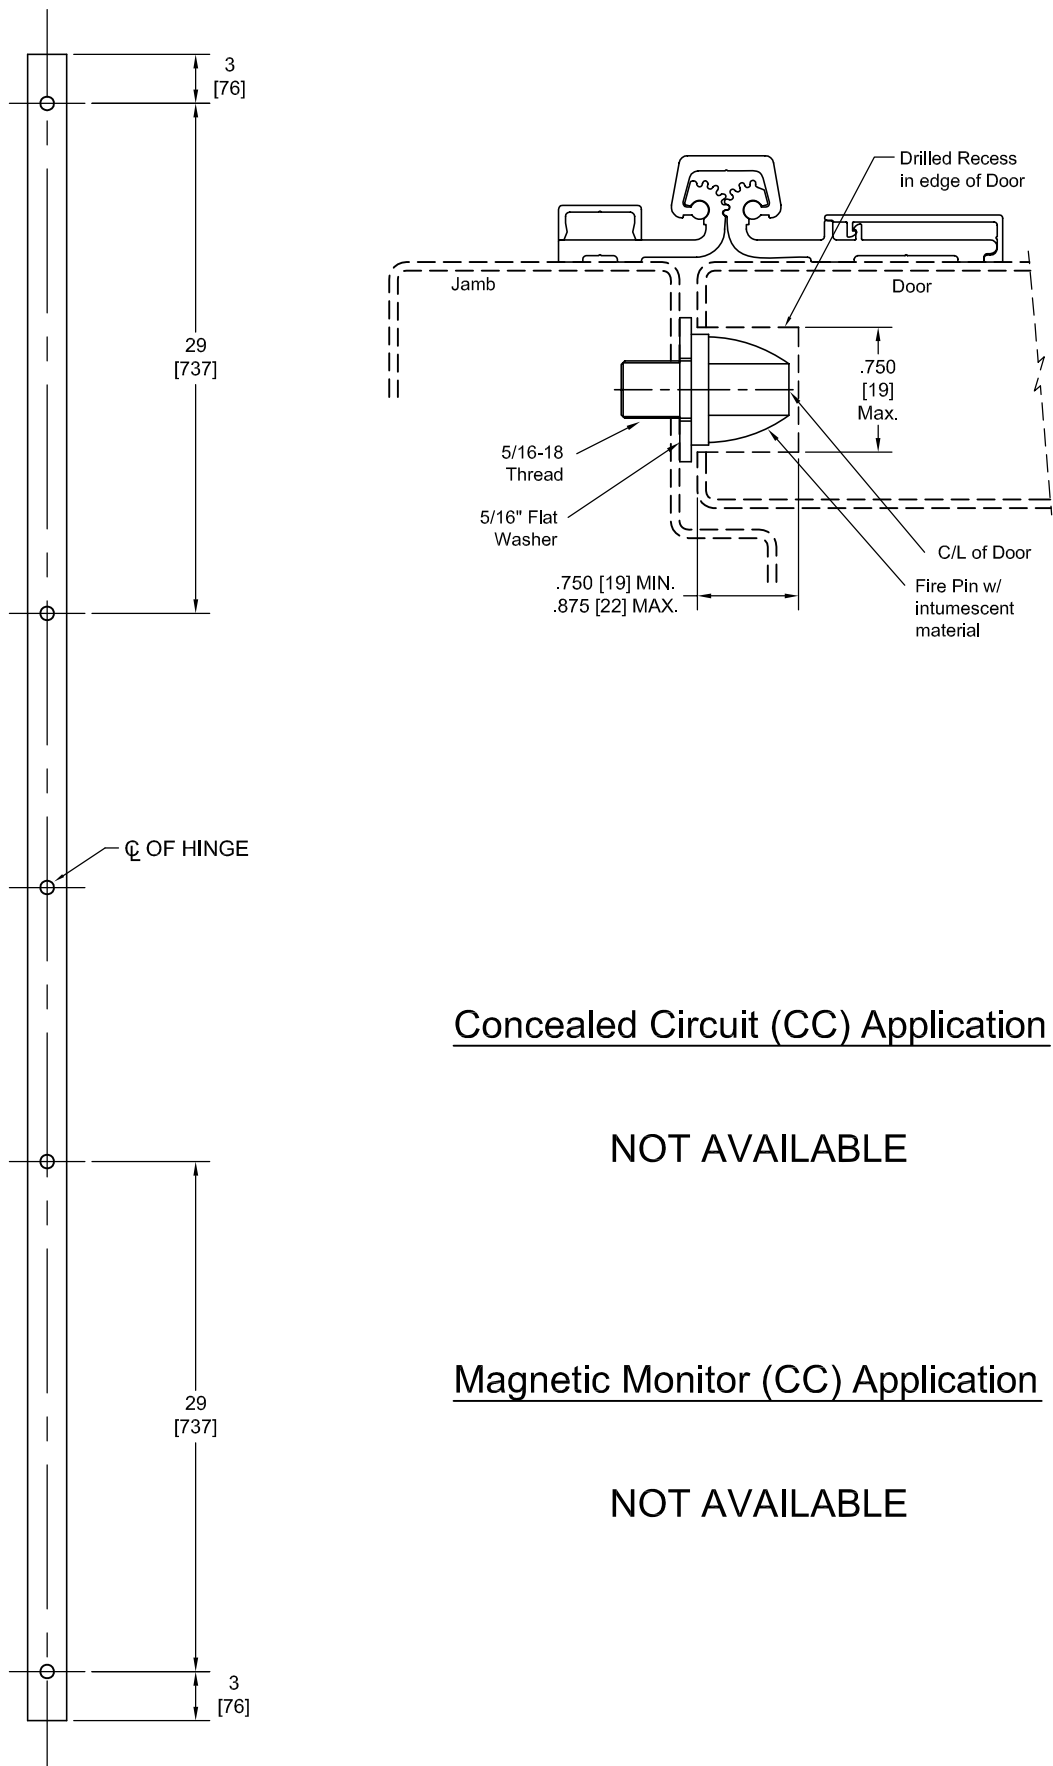 3
[76]
29
[737]
℄ OF HINGE
29
[737]
3
[76]
Drilled Recess
in edge of Door
Jamb
Door
.750
[19]
Max.
5/16-18
Thread
5/16" Flat
Washer
C/L of Door
.750 [19] MIN.
.875 [22] MAX.
Fire Pin w/
intumescent
material
Concealed Circuit (CC) Application
NOT AVAILABLE
Magnetic Monitor (CC) Application
NOT AVAILABLE